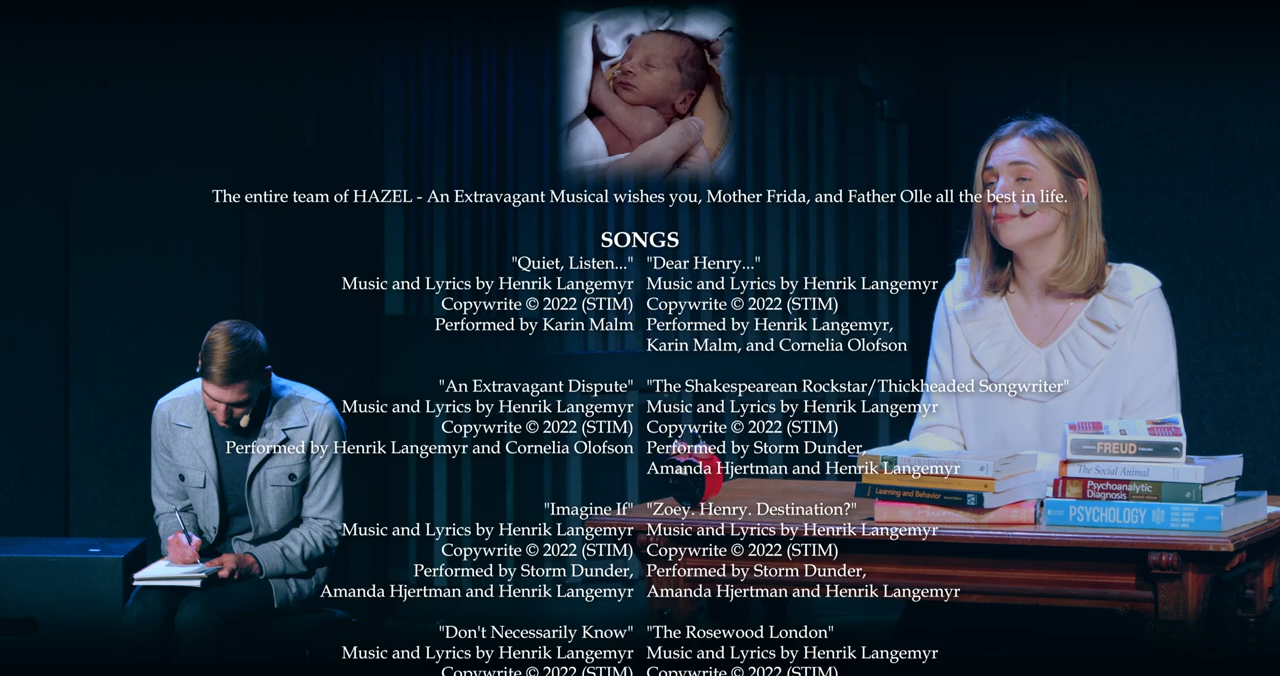 The entire team of HAZEL - An Extravagant Musical wishes you, Mother Frida, and Father Olle all the best in life.
SONGS
"Quiet, Listen..."
Music and Lyrics by Henrik Langemyr
Copywrite © 2022 (STIM)
Performed by Karin Malm
"Dear Henry..."
Music and Lyrics by Henrik Langemyr
Copywrite © 2022 (STIM)
Performed by Henrik Langemyr,
Karin Malm, and Cornelia Olofson
"An Extravagant Dispute"
Music and Lyrics by Henrik Langemyr
Copywrite © 2022 (STIM)
Performed by Henrik Langemyr and Cornelia Olofson
"The Shakespearean Rockstar/Thickheaded Songwriter"
Music and Lyrics by Henrik Langemyr
Copywrite © 2022 (STIM)
Performed by Storm Dunder,
Amanda Hjertman and Henrik Langemyr
"Imagine If"
Music and Lyrics by Henrik Langemyr
Copywrite © 2022 (STIM)
Performed by Storm Dunder,
Amanda Hjertman and Henrik Langemyr
"Zoey. Henry. Destination?"
Music and Lyrics by Henrik Langemyr
Copywrite © 2022 (STIM)
Performed by Storm Dunder,
Amanda Hjertman and Henrik Langemyr
"Don't Necessarily Know"
Music and Lyrics by Henrik Langemyr
Copywrite © 2022 (STIM)
"The Rosewood London"
Music and Lyrics by Henrik Langemyr
Copywrite © 2022 (STIM)
FREUD
The Social Animal
Learning and Behavior
Psychoanalytic
Diagnosis
PSYCHOLOGY